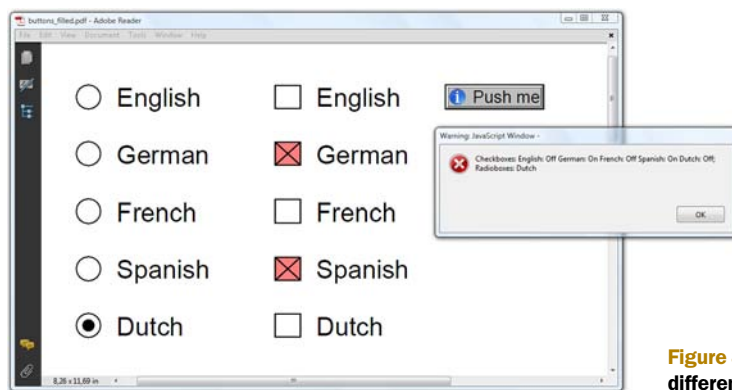 buttons_filled.pdf - Adobe Reader
File Edit View Document Tools Window Help
English English Push me
German German
French French
Spanish Spanish
Dutch Dutch
Warning: JavaScript Window -
Checkboxes: English: Off German: On French: Off Spanish: On Dutch: Off;
Radioboxes: Dutch
OK
8,26 x 11,69 in
Figure
differen